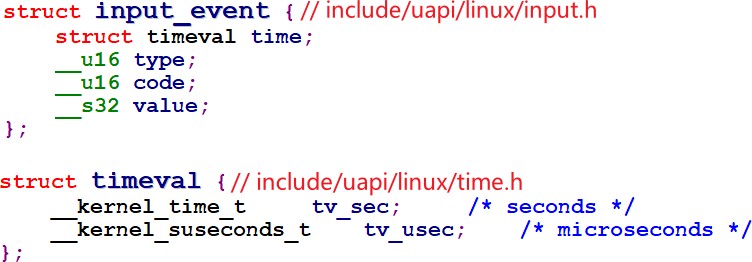 struct input_event { // include/uapi/linux/input.h
struct timeval time;
__u16 type;
__u16 code;
__s32 value;
};
struct timeval { // include/uapi/linux/time.h
__kernel_time_t tv_sec; /* seconds */
__kernel_suseconds_t tv_usec; /* microseconds */
};